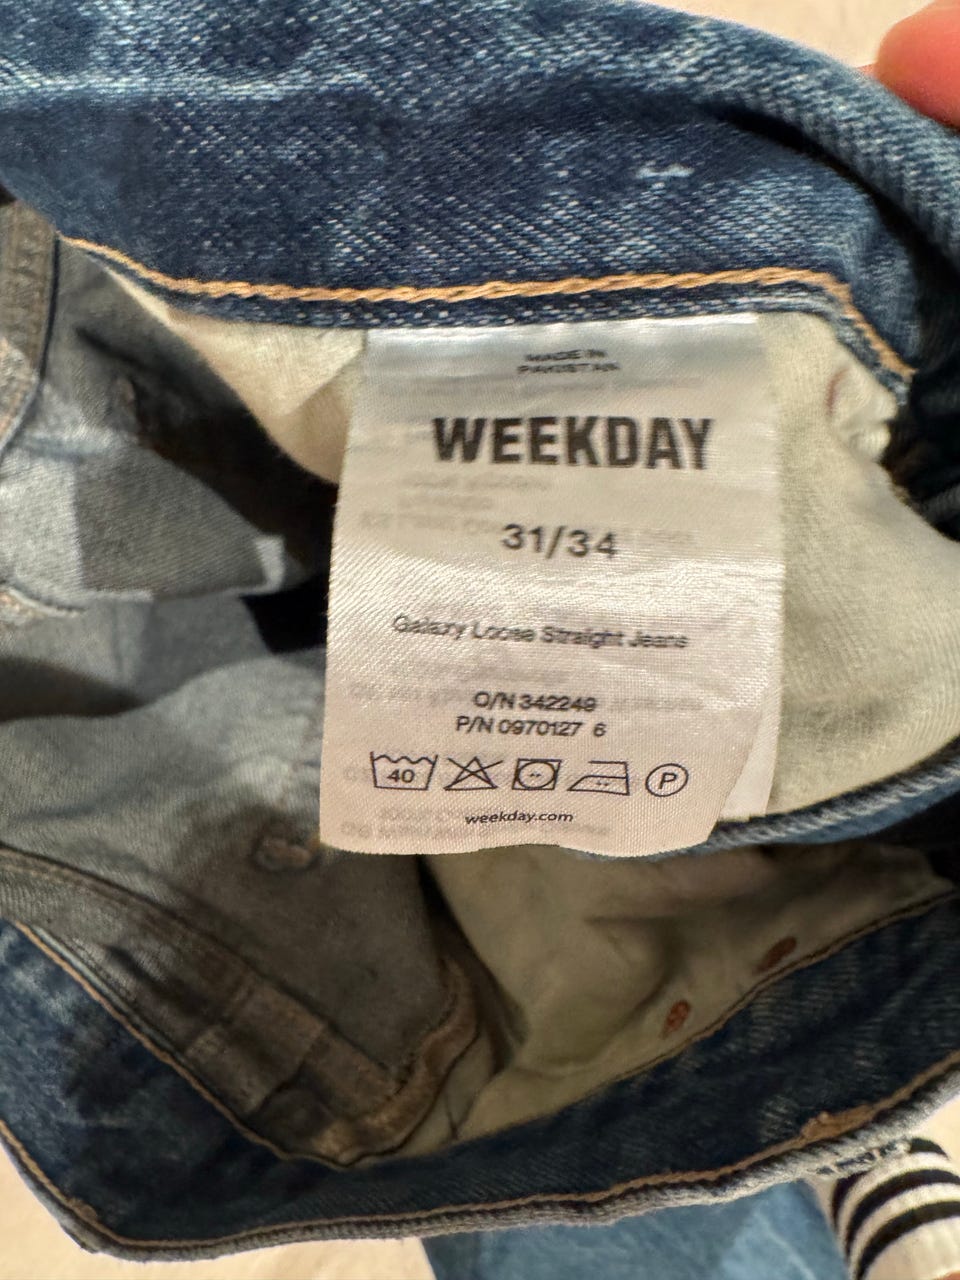 MADE IN
PAKISTAN
WEEKDAY
31/34
Galaxy Loose Straight Jeans
O/N 342249
P/N 0970127 6
40
P
weekday.com